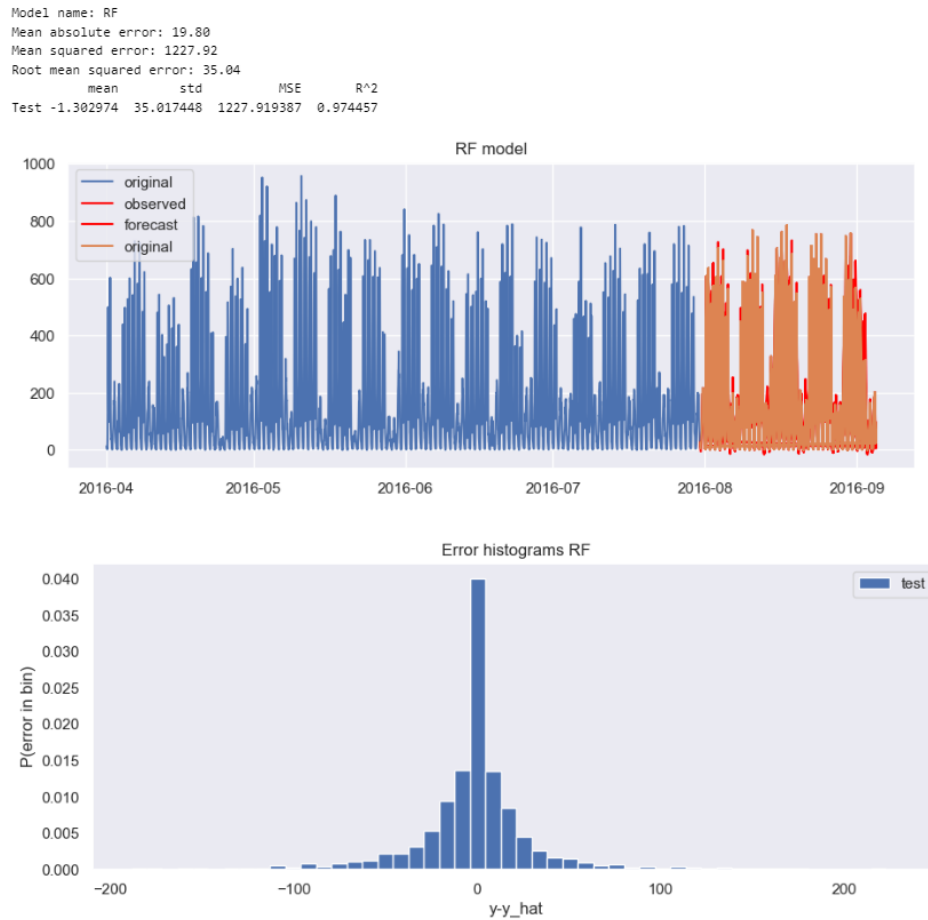 Model name: RF
Mean absolute error: 19.80
Mean squared error: 1227.92
Root mean squared error: 35.04
mean std MSE R^2
Test -1.302974 35.017448 1227.919387 0.974457
RF model
1000
800
600
400
200
0
original
observed
forecast
original
2016-04 2016-05 2016-06 2016-07 2016-08 2016-09
Error histograms RF
P(error in bin)
0.040
0.035
0.030
0.025
0.020
0.015
0.010
0.005
0.000
test
−200 −100 0 100 200
y-y_hat